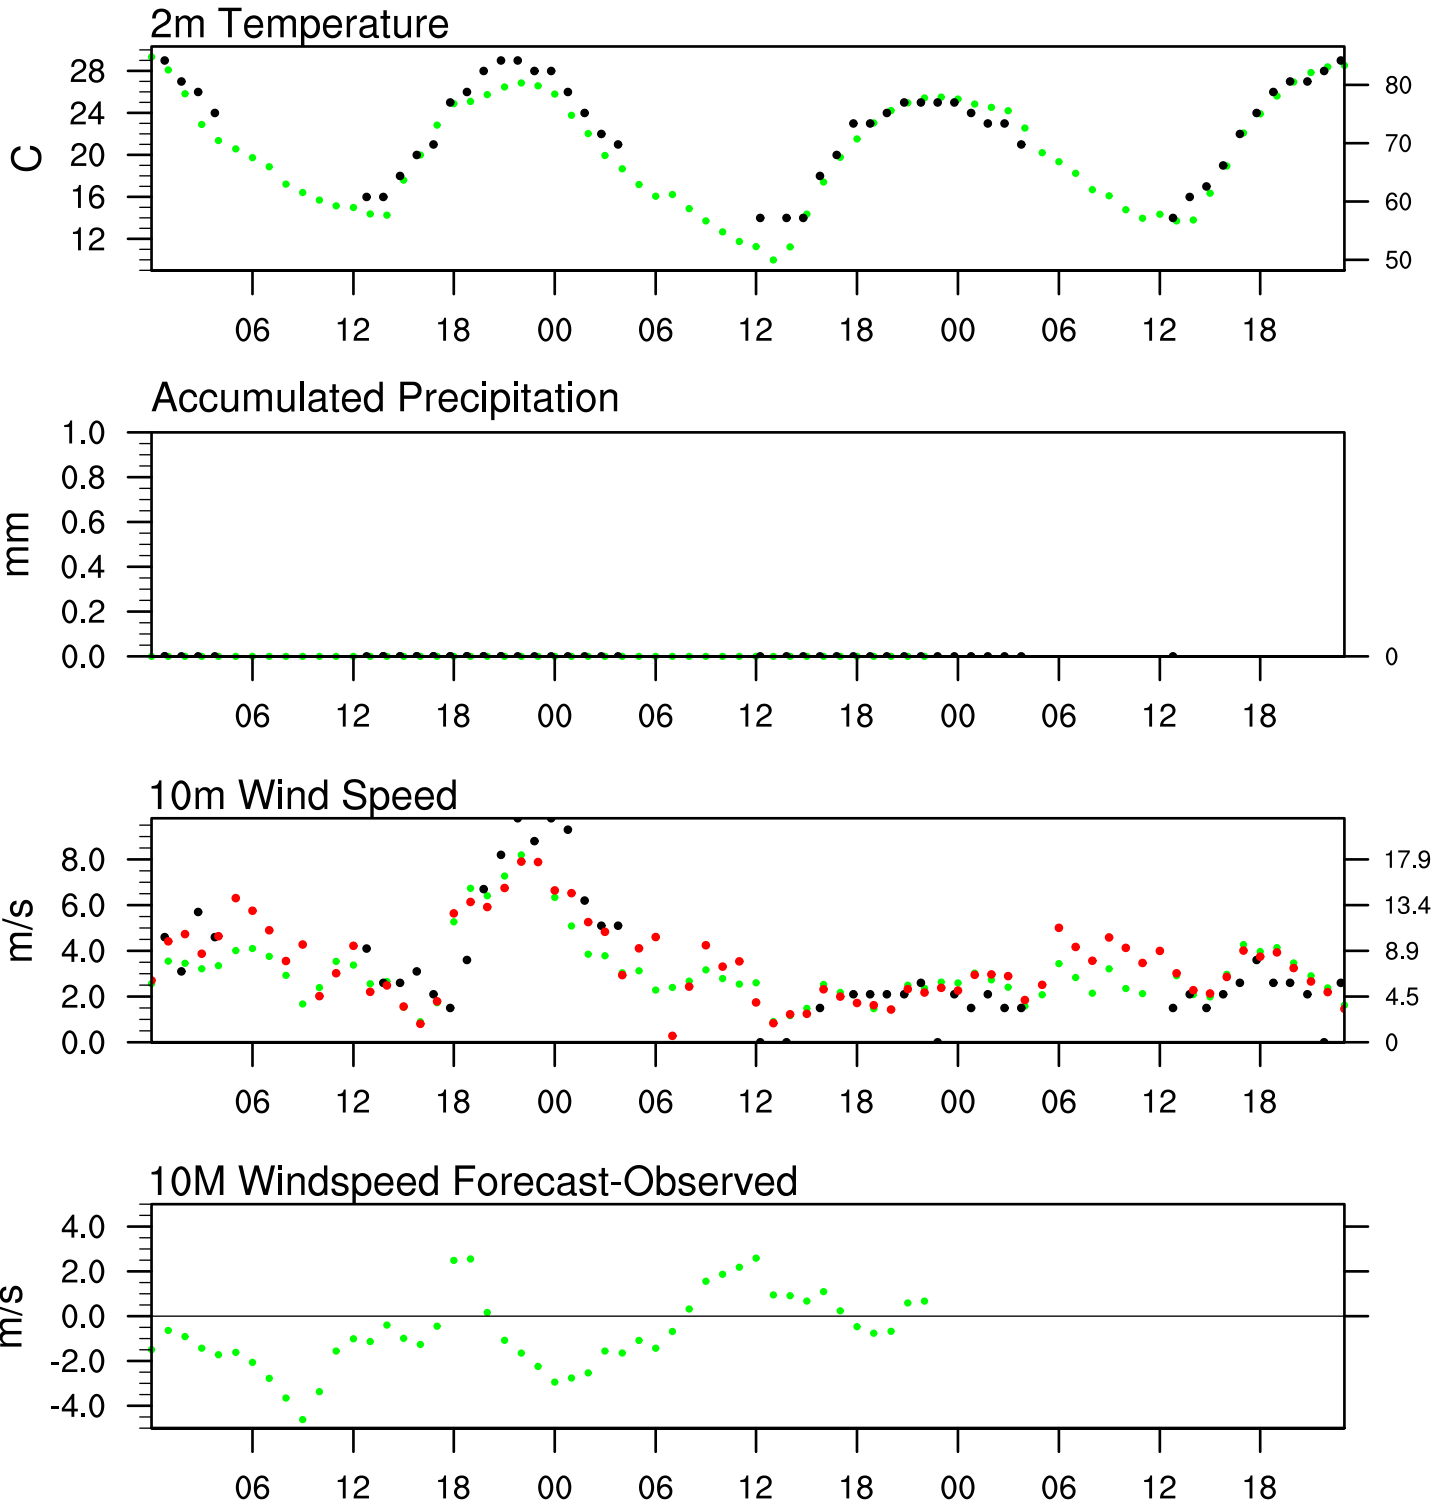 2m Temperature
28
24
20
16
12
C
80
70
60
50
06 12 18 00 06 12 18 00 06 12 18
Accumulated Precipitation
1.0
0.8
0.6
0.4
0.2
0.0
mm
0
06 12 18 00 06 12 18 00 06 12 18
10m Wind Speed
8.0
6.0
4.0
2.0
0.0
m/s
17.9
13.4
8.9
4.5
0
06 12 18 00 06 12 18 00 06 12 18
10M Windspeed Forecast-Observed
4.0
2.0
0.0
-2.0
-4.0
m/s
06 12 18 00 06 12 18 00 06 12 18